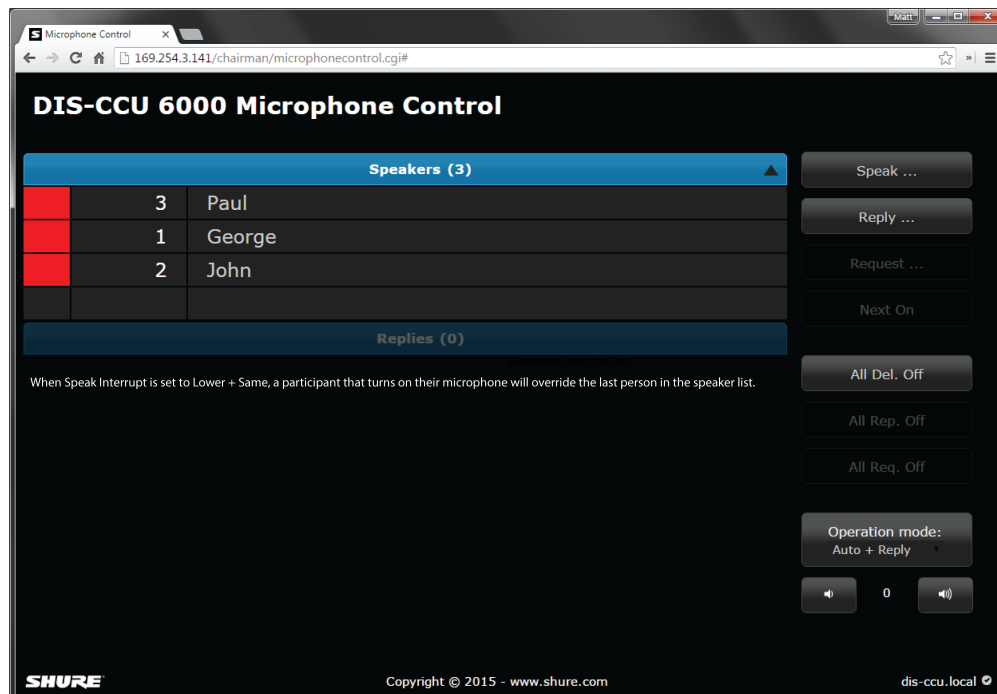 Matt
Microphone Control
169.254.3.141/chairman/microphonecontrol.cgi#
DIS-CCU 6000 Microphone Control
Speakers (3)
3 Paul
1 George
2 John
Replies (0)
When Speak Interrupt is set to Lower + Same, a participant that turns on their microphone will override the last person in the speaker list.
Speak ...
Reply ...
Request ...
Next On
All Del. Off
All Rep. Off
All Req. Off
Operation mode:
Auto + Reply
0
SHURE
Copyright © 2015 - www.shure.com
dis-ccu.local